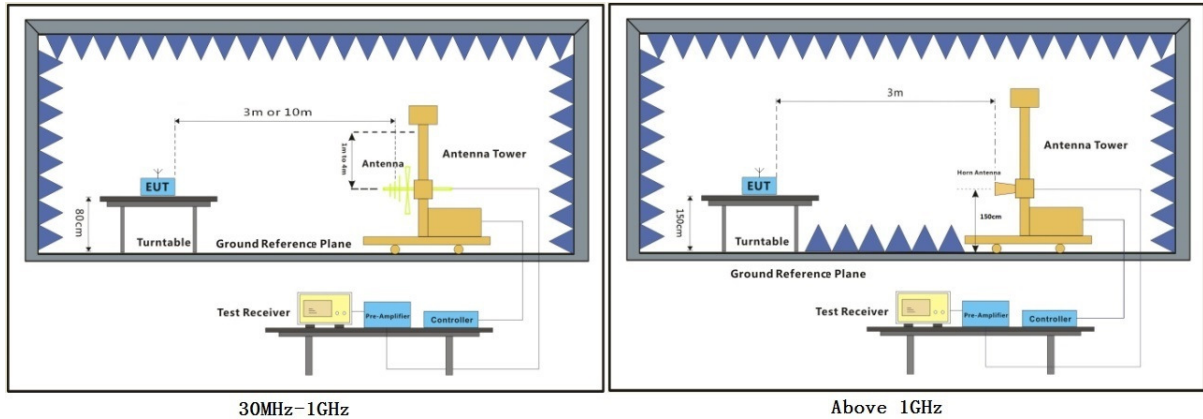 3m or 10m
1m to 4m
Antenna
Antenna Tower
EUT
80cm
Turntable
Ground Reference Plane
Test Receiver
Pre-Amplifier
Controller
30MHz-1GHz
3m
Antenna Tower
Horn Antenna
EUT
150cm
150cm
Turntable
Ground Reference Plane
Test Receiver
Pre-Amplifier
Controller
Above 1GHz